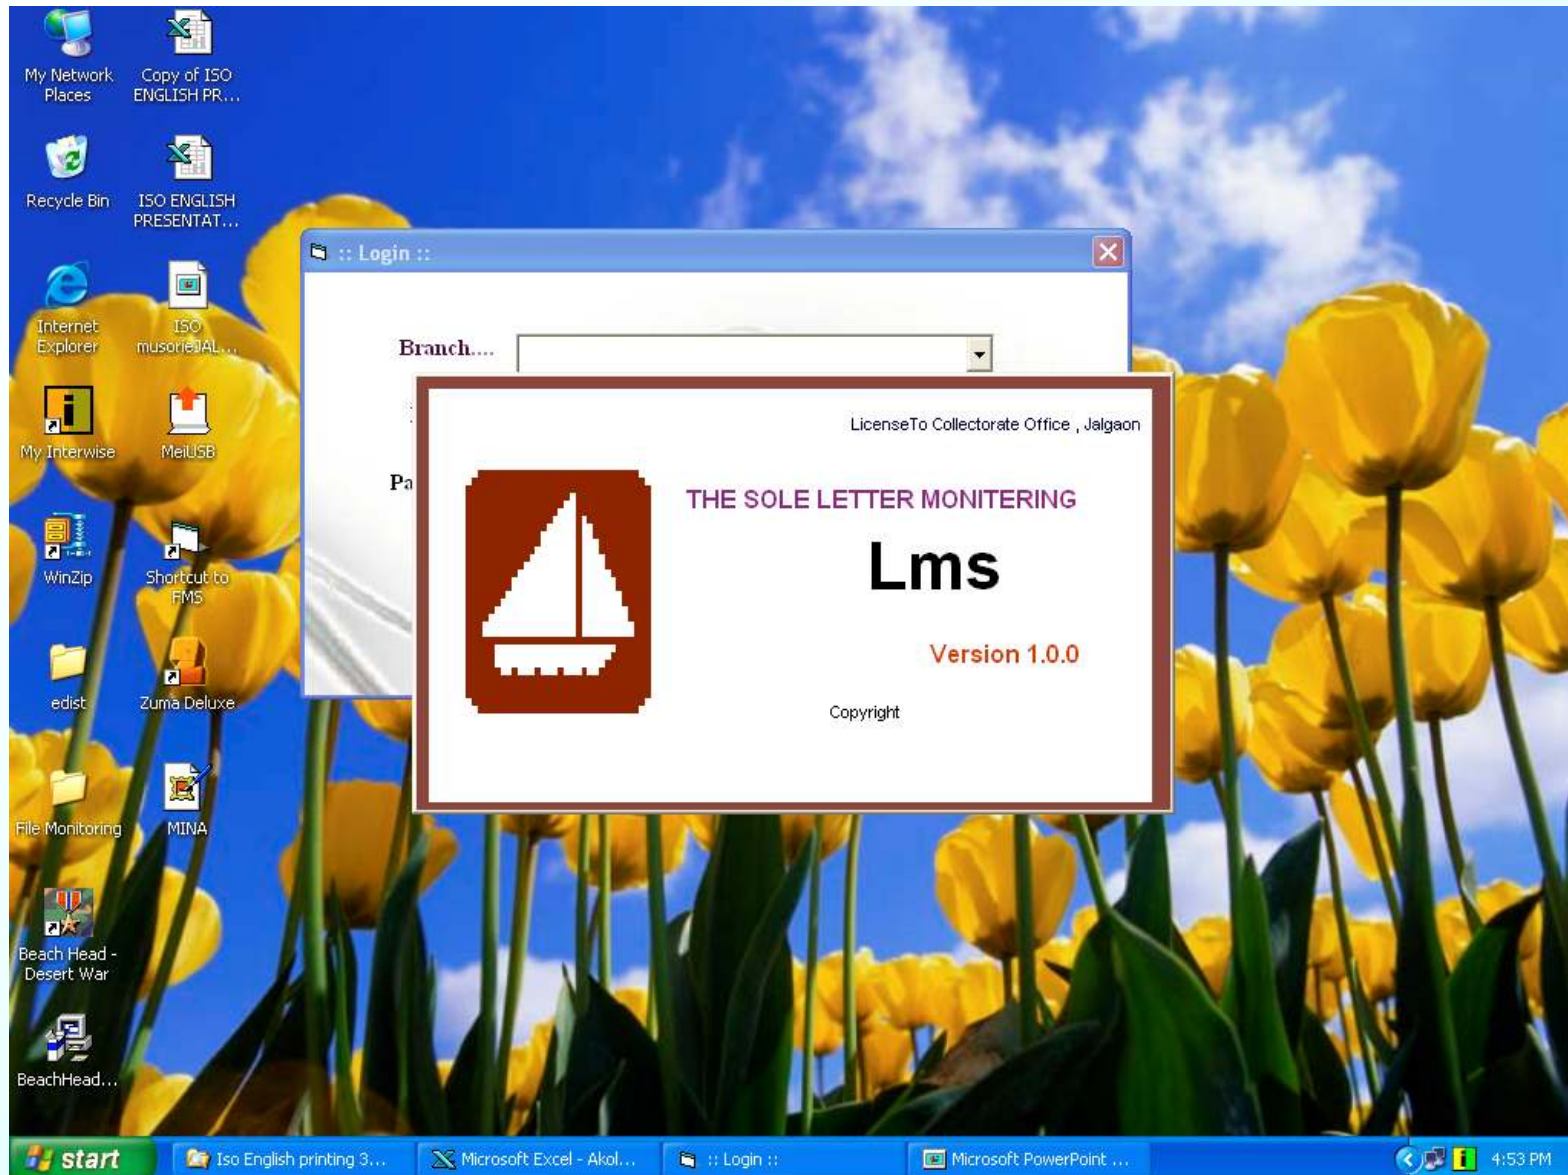 My Network
Places
Copy of ISO
ENGLISH PR...
Recycle Bin
ISO ENGLISH
PRESENTAT...
Internet
Explorer
ISO
musorieJAL...
My Interwise
MeiUSB
WinZip
Shortcut to
FMS
edist
Zuma Deluxe
File Monitoring
MINA
Beach Head -
Desert War
BeachHead...
:: Login ::
Branch....
LicenseTo Collectorate Office , Jalgaon
THE SOLE LETTER MONITERING
Lms
Version 1.0.0
Copyright
start
Iso English printing 3...
Microsoft Excel - Akol...
:: Login ::
Microsoft PowerPoint ...
4:53 PM